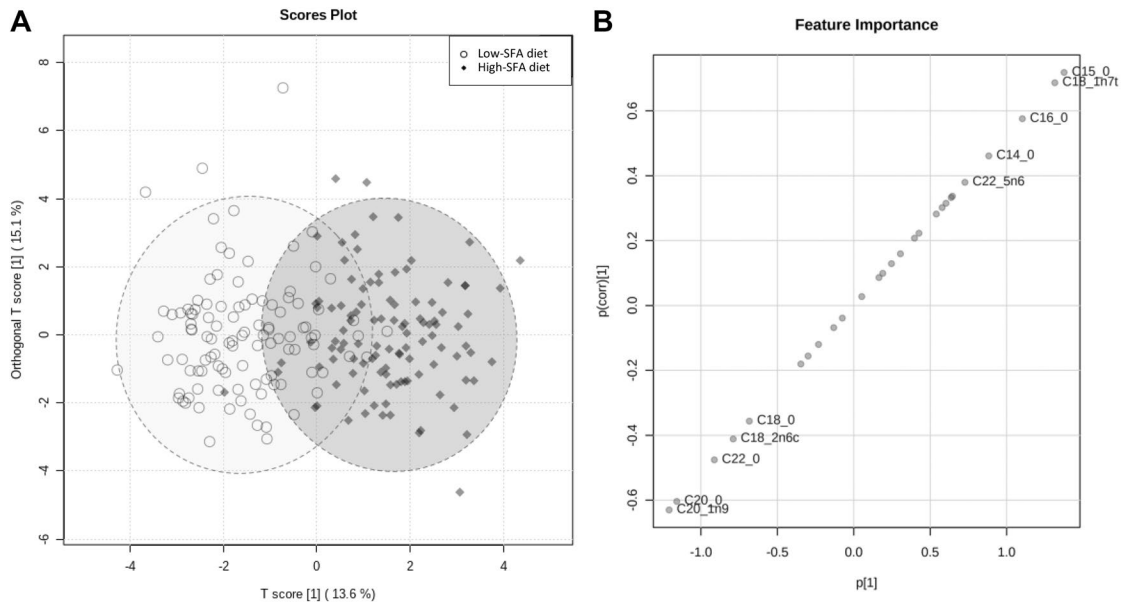 A
Scores Plot
Low-SFA diet
High-SFA diet
8
6
4
2
0
-2
-4
-6
Orthogonal T score [1] ( 15.1 %)
-4
-2
0
2
4
T score [1] ( 13.6 %)
B
Feature Importance
C15_0
C18_1n7t
C16_0
C14_0
C22_5n6
C18_0
C18_2n6c
C22_0
C20_0
C20_1n9
0.6
0.4
0.2
0.0
-0.2
-0.4
-0.6
p(corr)[1]
-1.0
-0.5
0.0
0.5
1.0
p[1]